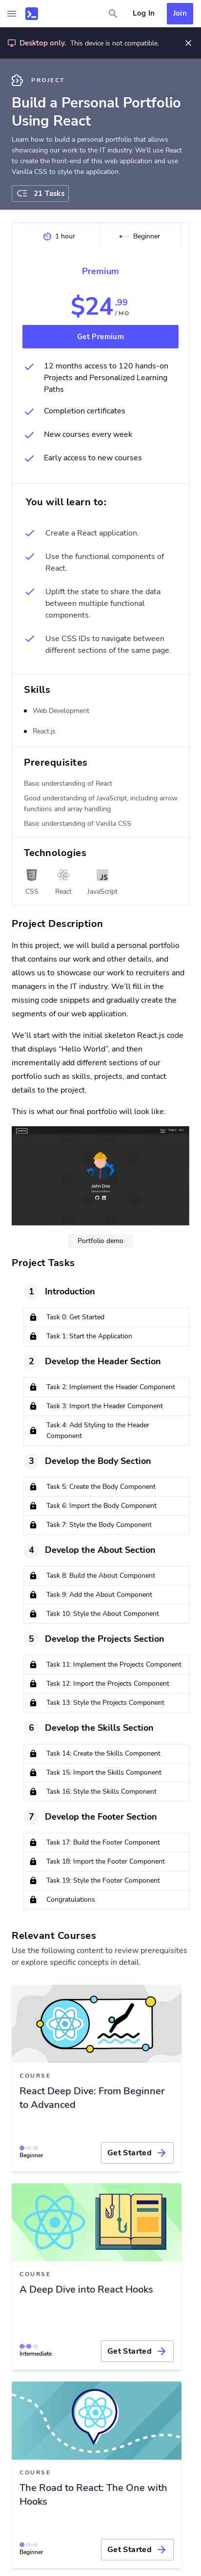 Log In
Join
Desktop only. This device is not compatible.
PROJECT
Build a Personal Portfolio
Using React
Learn how to build a personal portfolio that allows
showcasing our work to the IT industry. We'll use React
to create the front-end of this web application and use
Vanilla CSS to style the application.
21 Tasks
1 hour
Beginner
Premium
$24.99
/ MO
Get Premium
12 months access to 120 hands-on
Projects and Personalized Learning
Paths
Completion certificates
New courses every week
Early access to new courses
You will learn to:
Create a React application.
Use the functional components of
React.
Uplift the state to share the data
between multiple functional
components.
Use CSS IDs to navigate between
different sections of the same page.
Skills
Web Development
React.js
Prerequisites
Basic understanding of React
Good understanding of JavaScript, including arrow
functions and array handling
Basic understanding of Vanilla CSS
Technologies
JS
CSS
React
JavaScript
Project Description
In this project, we will build a personal portfolio
that contains our work and other details, and
allows us to showcase our work to recruiters and
managers in the IT industry. We'll fill in the
missing code snippets and gradually create the
segments of our web application.
We'll start with the initial skeleton React.js code
that displays “Hello World”, and then
incrementally add different sections of our
portfolio such as skills, projects, and contact
details to the project.
This is what our final portfolio will look like:
John Doe
Portfolio demo
Project Tasks
1 Introduction
Task 0: Get Started
Task 1: Start the Application
2 Develop the Header Section
Task 2: Implement the Header Component
Task 3: Import the Header Component
Task 4: Add Styling to the Header
Component
3 Develop the Body Section
Task 5: Create the Body Component
Task 6: Import the Body Component
Task 7: Style the Body Component
4 Develop the About Section
Task 8: Build the About Component
Task 9: Add the About Component
Task 10: Style the About Component
5 Develop the Projects Section
Task 11: Implement the Projects Component
Task 12: Import the Projects Component
Task 13: Style the Projects Component
6 Develop the Skills Section
Task 14: Create the Skills Component
Task 15: Import the Skills Component
Task 16: Style the Skills Component
7 Develop the Footer Section
Task 17: Build the Footer Component
Task 18: Import the Footer Component
Task 19: Style the Footer Component
Congratulations
Relevant Courses
Use the following content to review prerequisites
or explore specific concepts in detail.
COURSE
React Deep Dive: From Beginner
to Advanced
Beginner
Get Started
COURSE
A Deep Dive into React Hooks
Intermediate
Get Started
COURSE
The Road to React: The One with
Hooks
Beginner
Get Started